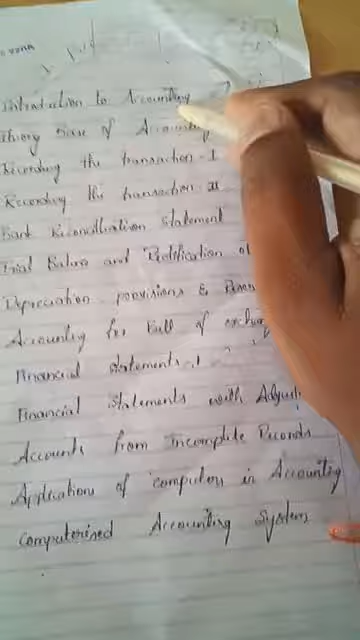 Introduction to Accounting
Theory Base of Accounting
Recording the transaction I
Recording the transaction II
Bank Reconciliation Statement
Trial Balance and Rectification of
Depreciation provisions &
Accounting for Bill of exchange
Financial statements 1
Financial Statements with Adjust
Accounts from Incomplete Records
Applications of computers in Accounting
Computerised Accounting System